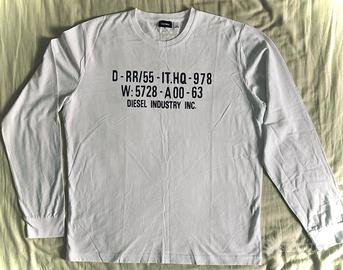 D-RR/55-IT.HQ-978
W:5728-A00-63
DIESEL INDUSTRY INC.